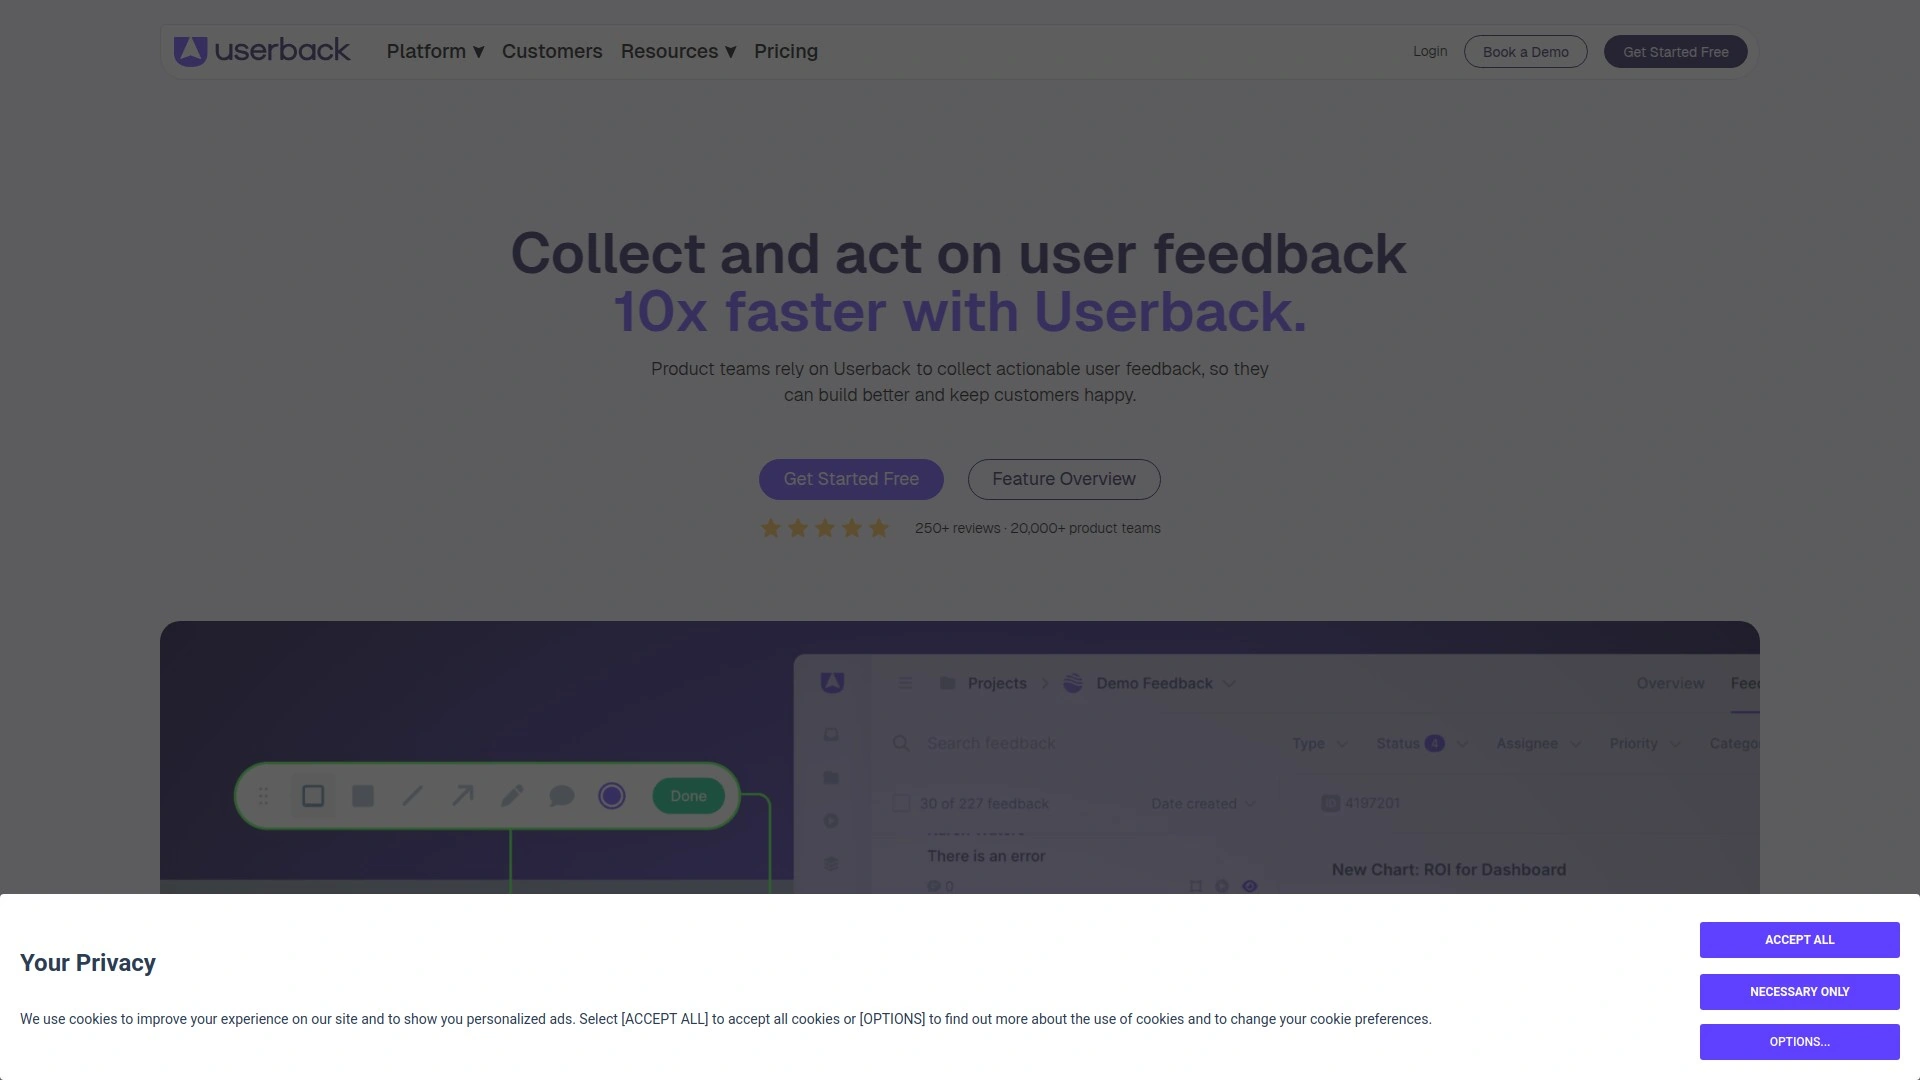 userback
Platform
Customers
Resources
Pricing
Login
Book a Demo
Get Started Free
Collect and act on user feedback
10x faster with Userback.
Product teams rely on Userback to collect actionable user feedback, so they
can build better and keep customers happy.
Get Started Free
Feature Overview
250+ reviews · 20,000+ product teams
Projects
Demo Feedback
Overview
Search feedback
Type
Status 4
Assignee
Priority
Done
30 of 227 feedback
Date created
4197201
There is an error
New Chart: ROI for Dashboard
0
Your Privacy
We use cookies to improve your experience on our site and to show you personalized ads. Select [ACCEPT ALL] to accept all cookies or [OPTIONS] to find out more about the use of cookies and to change your cookie preferences.
ACCEPT ALL
NECESSARY ONLY
OPTIONS...